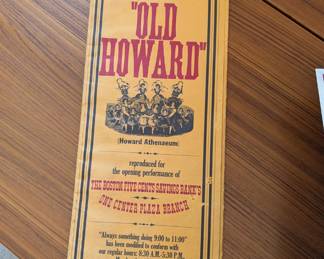 "OLD
HOWARD"
(Howard Athenaeum)
reproduced for
the opening performance of
THE BOSTON FIVE CENTS SAVINGS BANK'S
ONE CENTER PLAZA BRANCH
"Always something doing 9:00 to 11:00"
has been modified to conform with
our regular hours: 8:30 A.M.-5:30 P.M.